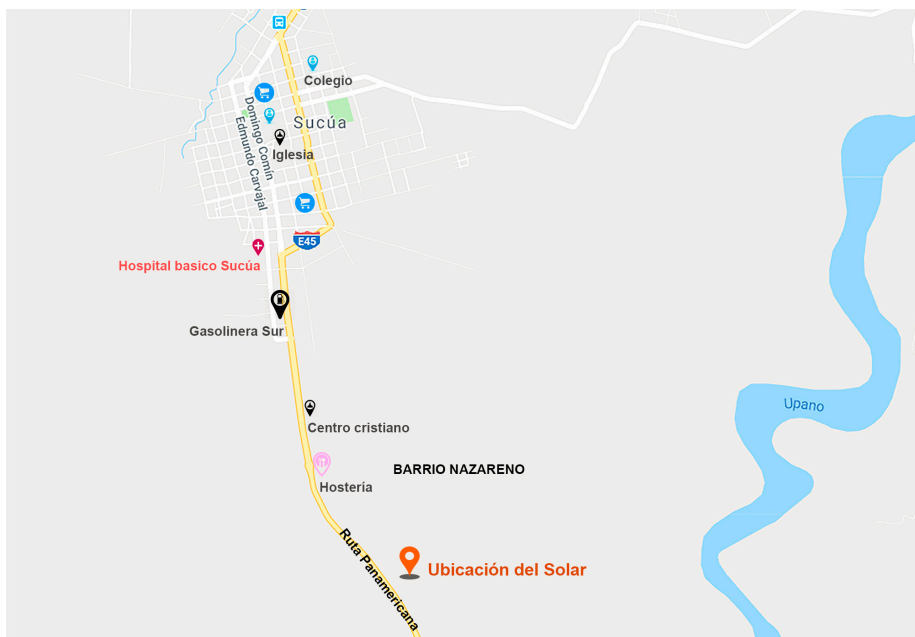 Colegio
Sucúa
Domingo Comín
Edmundo Carvajal
Iglesia
E45
Hospital basico Sucúa
Gasolinera Sur
Upano
Centro cristiano
BARRIO NAZARENO
Hosteria
Ruta Panamericana
Ubicación del Solar